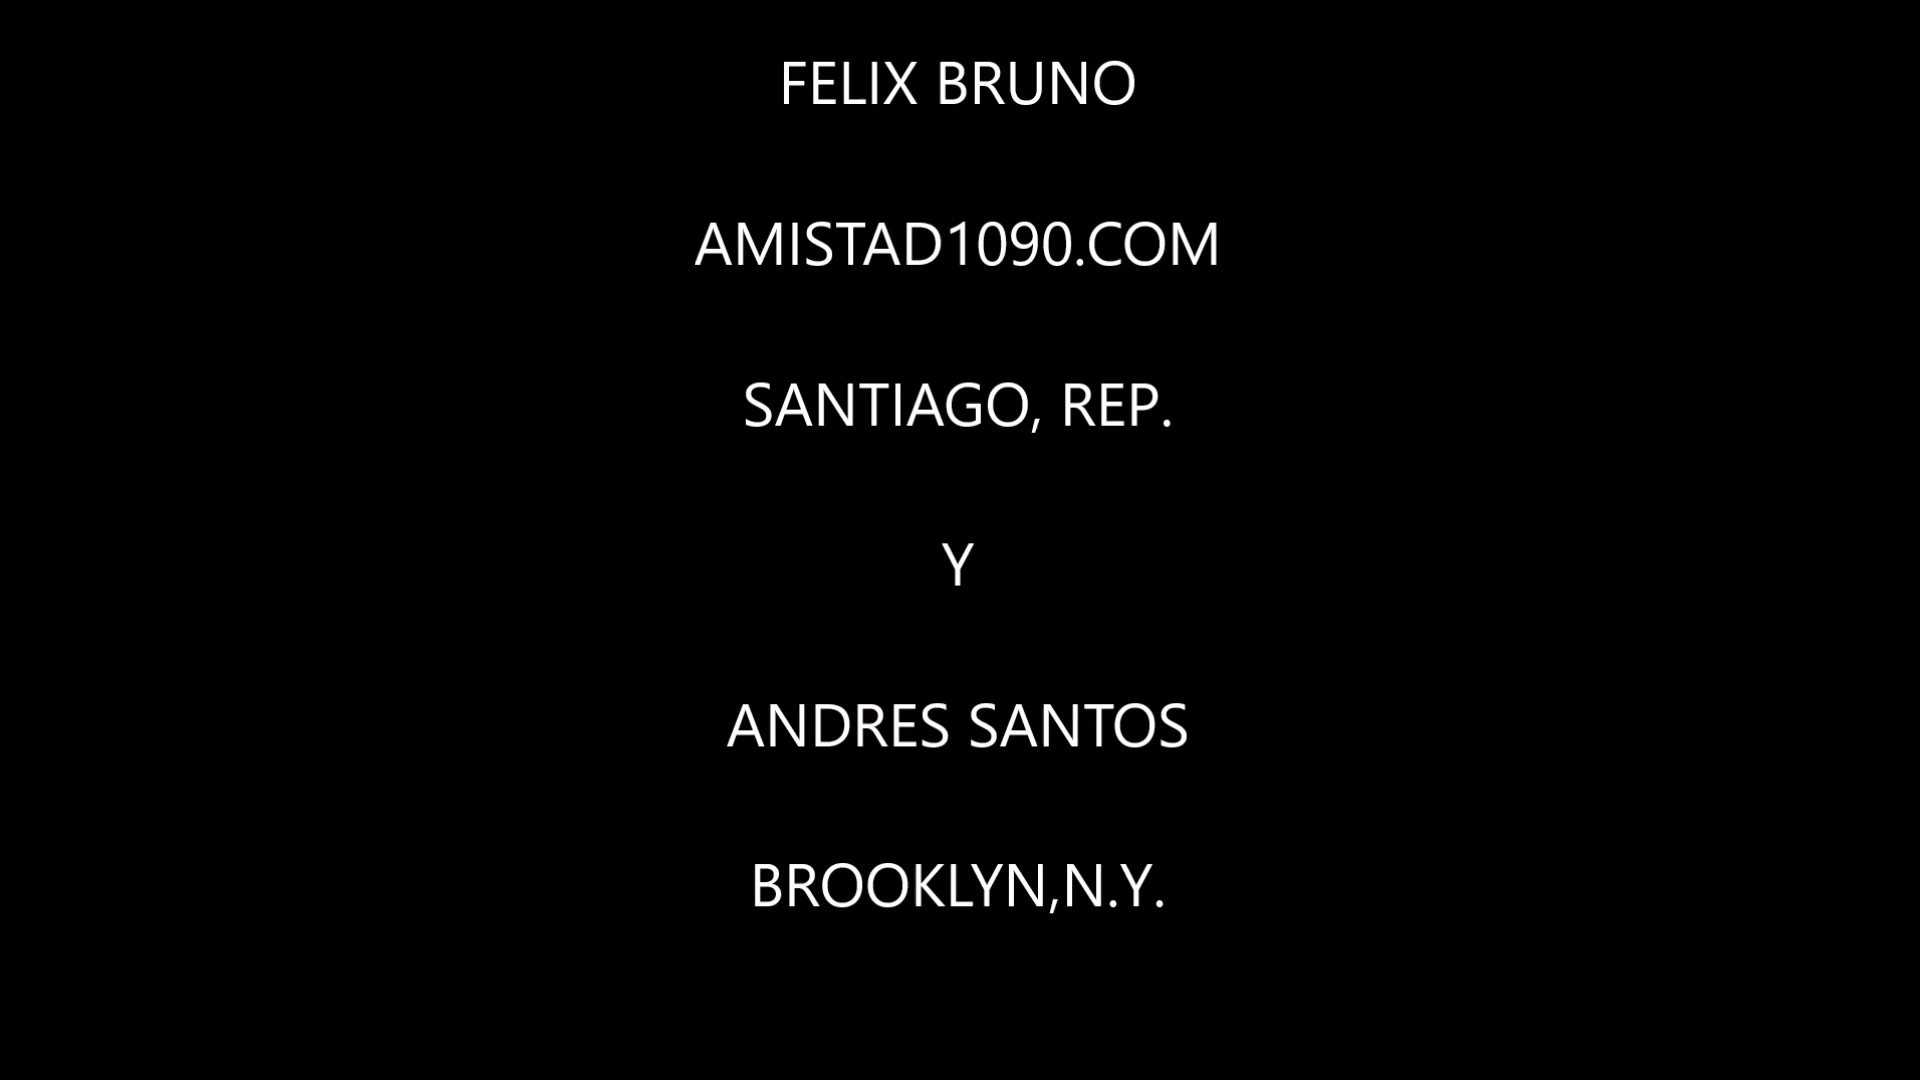 FELIX BRUNO
AMISTAD1090.COM
SANTIAGO, REP.
Y
ANDRES SANTOS
BROOKLYN,N.Y.